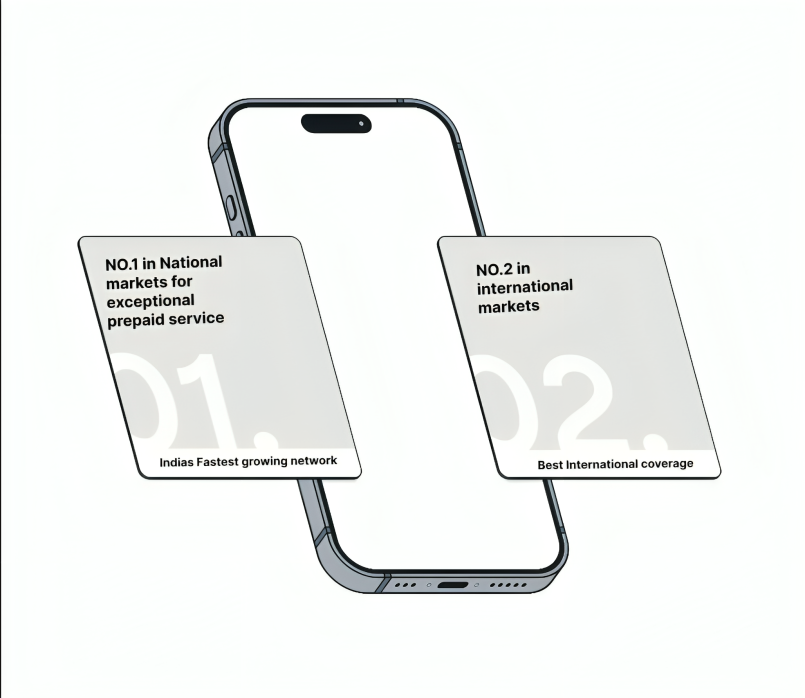 NO.1 in National
markets for
exceptional
prepaid service
01.
Indias Fastest growing network
NO.2 in
international
markets
02.
Best International coverage